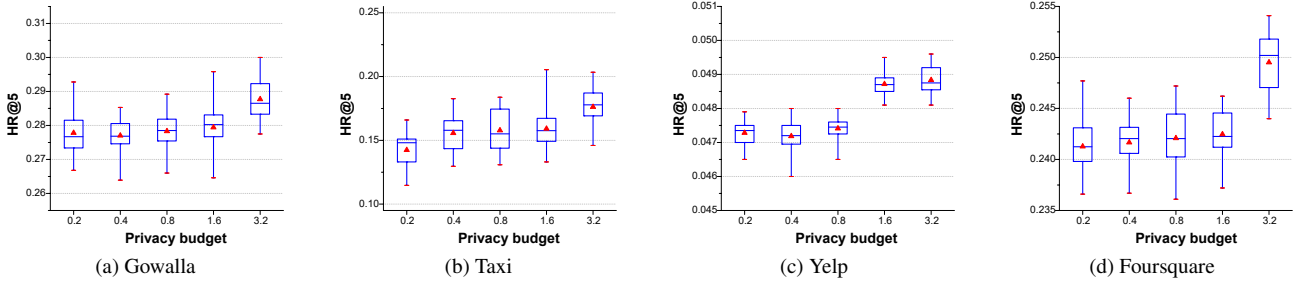 0.31
0.30
0.29
0.28
0.27
0.26
HR@5
0.2 0.4 0.8 1.6 3.2
Privacy budget
(a) Gowalla
0.25
0.20
0.15
0.10
HR@5
0.2 0.4 0.8 1.6 3.2
Privacy budget
(b) Taxi
0.051
0.050
0.049
0.048
0.047
0.046
0.045
HR@5
0.2 0.4 0.8 1.6 3.2
Privacy budget
(c) Yelp
0.255
0.250
0.245
0.240
0.235
HR@5
0.2 0.4 0.8 1.6 3.2
Privacy budget
(d) Foursquare